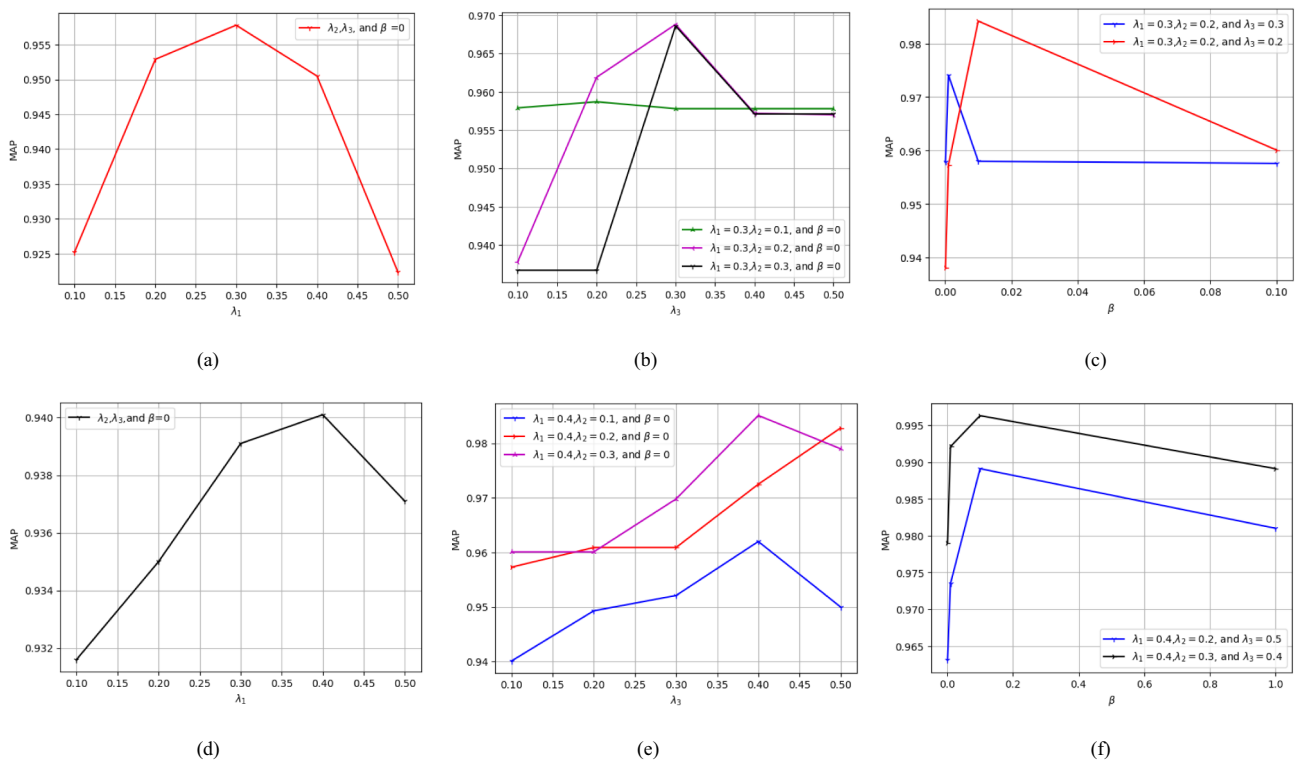 λ₂,λ₃, and β =0
0.955
0.950
0.945
0.940
0.935
0.930
0.925
MAP
0.10 0.15 0.20 0.25 0.30 0.35 0.40 0.45 0.50
λ₁
(a)
0.970
0.965
0.960
0.955
0.950
0.945
0.940
MAP
λ₁ = 0.3,λ₂ = 0.1, and β = 0
λ₁ = 0.3,λ₂ = 0.2, and β = 0
λ₁ = 0.3,λ₂ = 0.3, and β = 0
0.10 0.15 0.20 0.25 0.30 0.35 0.40 0.45 0.50
λ₃
(b)
λ₁ = 0.3,λ₂ = 0.2, and λ₃ = 0.3
λ₁ = 0.3,λ₂ = 0.2, and λ₃ = 0.2
0.98
0.97
0.96
0.95
0.94
MAP
0.00 0.02 0.04 0.06 0.08 0.10
β
(c)
λ₂,λ₃,and β=0
0.940
0.938
0.936
0.934
0.932
MAP
0.10 0.15 0.20 0.25 0.30 0.35 0.40 0.45 0.50
λ₁
(d)
λ₁ = 0.4,λ₂ = 0.1, and β = 0
λ₁ = 0.4,λ₂ = 0.2, and β = 0
λ₁ = 0.4,λ₂ = 0.3, and β = 0
0.98
0.97
0.96
0.95
0.94
MAP
0.10 0.15 0.20 0.25 0.30 0.35 0.40 0.45 0.50
λ₃
(e)
0.995
0.990
0.985
0.980
0.975
0.970
0.965
MAP
λ₁ = 0.4,λ₂ = 0.2, and λ₃ = 0.5
λ₁ = 0.4,λ₂ = 0.3, and λ₃ = 0.4
0.0 0.2 0.4 0.6 0.8 1.0
β
(f)